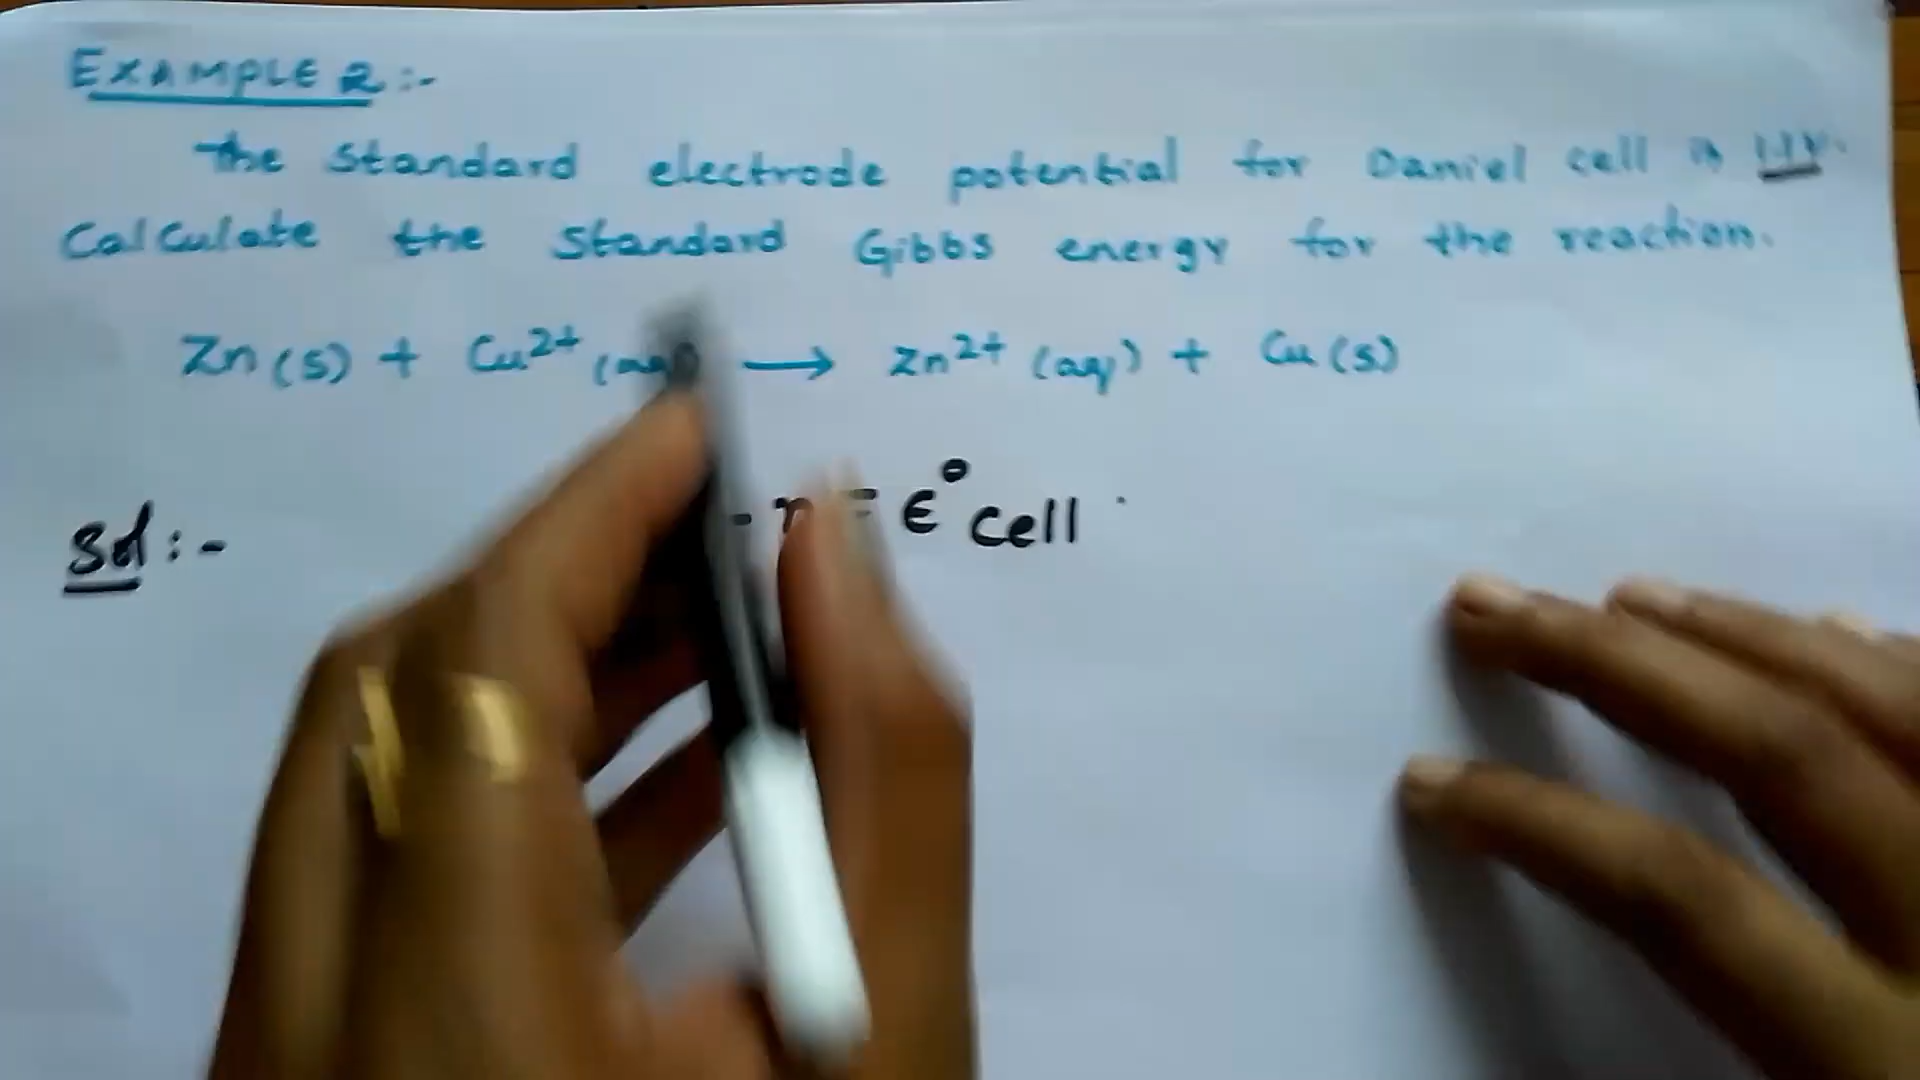 EXAMPLE 2:-
The standard electrode potential for Daniel cell is 1.1V.
Calculate the standard Gibbs energy for the reaction.
Zn(s) + Cu²⁺ (aq) → Zn²⁺ (aq) + Cu(s)
Sol:- - n F E° cell